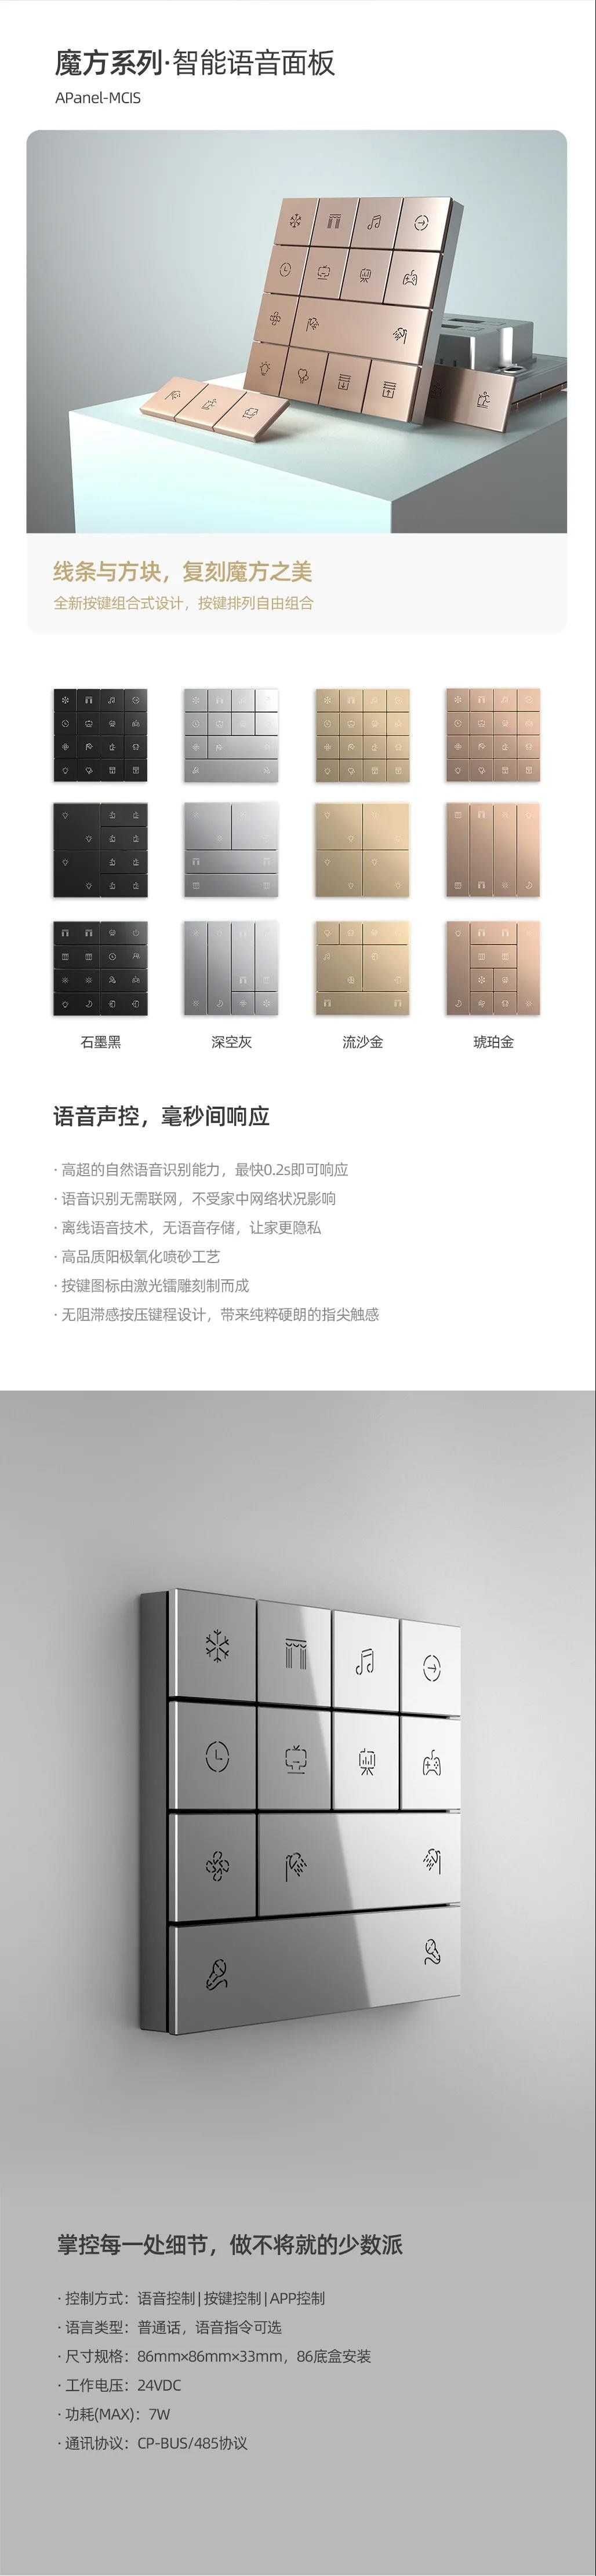 魔方系列·智能语音面板
APanel-MCIS
线条与方块，复刻魔方之美
全新按键组合式设计，按键排列自由组合
石墨黑
深空灰
流沙金
琥珀金
语音声控，毫秒间响应
· 高超的自然语音识别能力，最快0.2s即可响应
· 语音识别无需联网，不受家中网络状况影响
· 离线语音技术，无语音存储，让家更隐私
· 高品质阳极氧化喷砂工艺
· 按键图标由激光镭雕刻制而成
· 无阻滞感按压键程设计，带来纯粹硬朗的指尖触感
掌控每一处细节，做不将就的少数派
· 控制方式：语音控制|按键控制|APP控制
· 语言类型：普通话，语音指令可选
· 尺寸规格：86mm×86mm×33mm，86底盒安装
· 工作电压：24VDC
· 功耗(MAX)：7W
· 通讯协议：CP-BUS/485协议